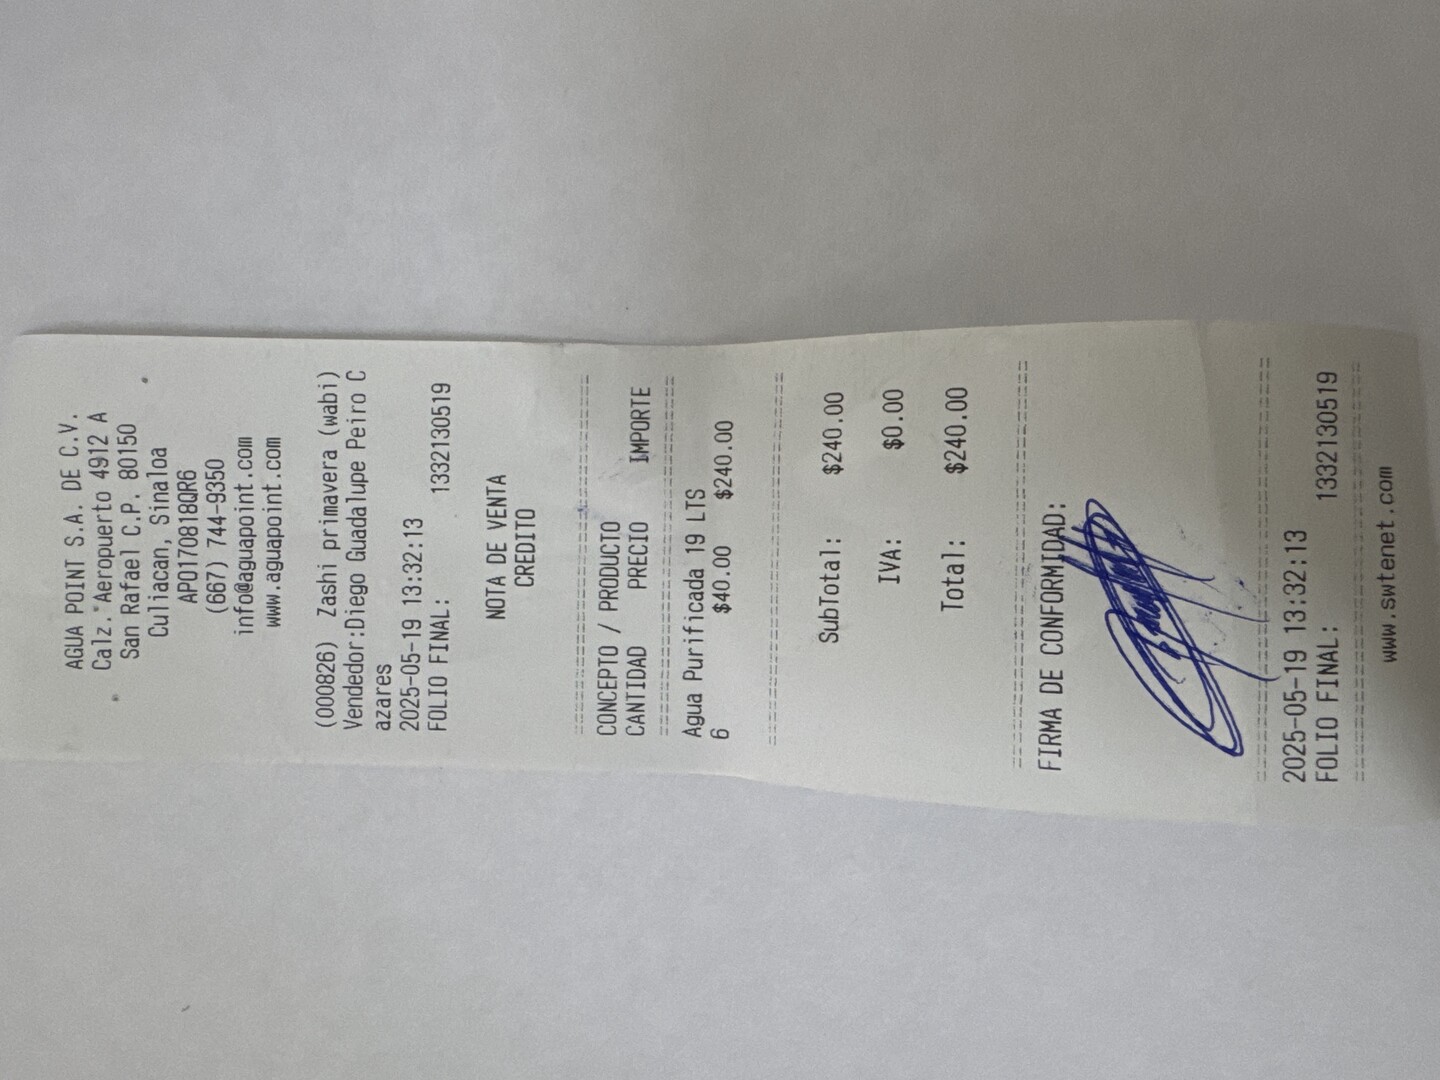 AGUA POINT S.A. DE C.V.
Calz. Aeropuerto 4912 A
San Rafael C.P. 80150
Culiacan, Sinaloa
APO170818QR6
(667) 744-9350
info@aguapoint.com
www.aguapoint.com
(000826) Zashi primavera (wabi)
Vendedor:Diego Guadalupe Peiro C
azares
2025-05-19 13:32:13
FOLIO FINAL: 1332130519
NOTA DE VENTA
CREDITO
CONCEPTO / PRODUCTO
CANTIDAD PRECIO IMPORTE
Agua Purificada 19 LTS
6 $40.00 $240.00
SubTotal: $240.00
IVA: $0.00
Total: $240.00
FIRMA DE CONFORMIDAD:
2025-05-19 13:32:13
FOLIO FINAL: 1332130519
www.swtenet.com